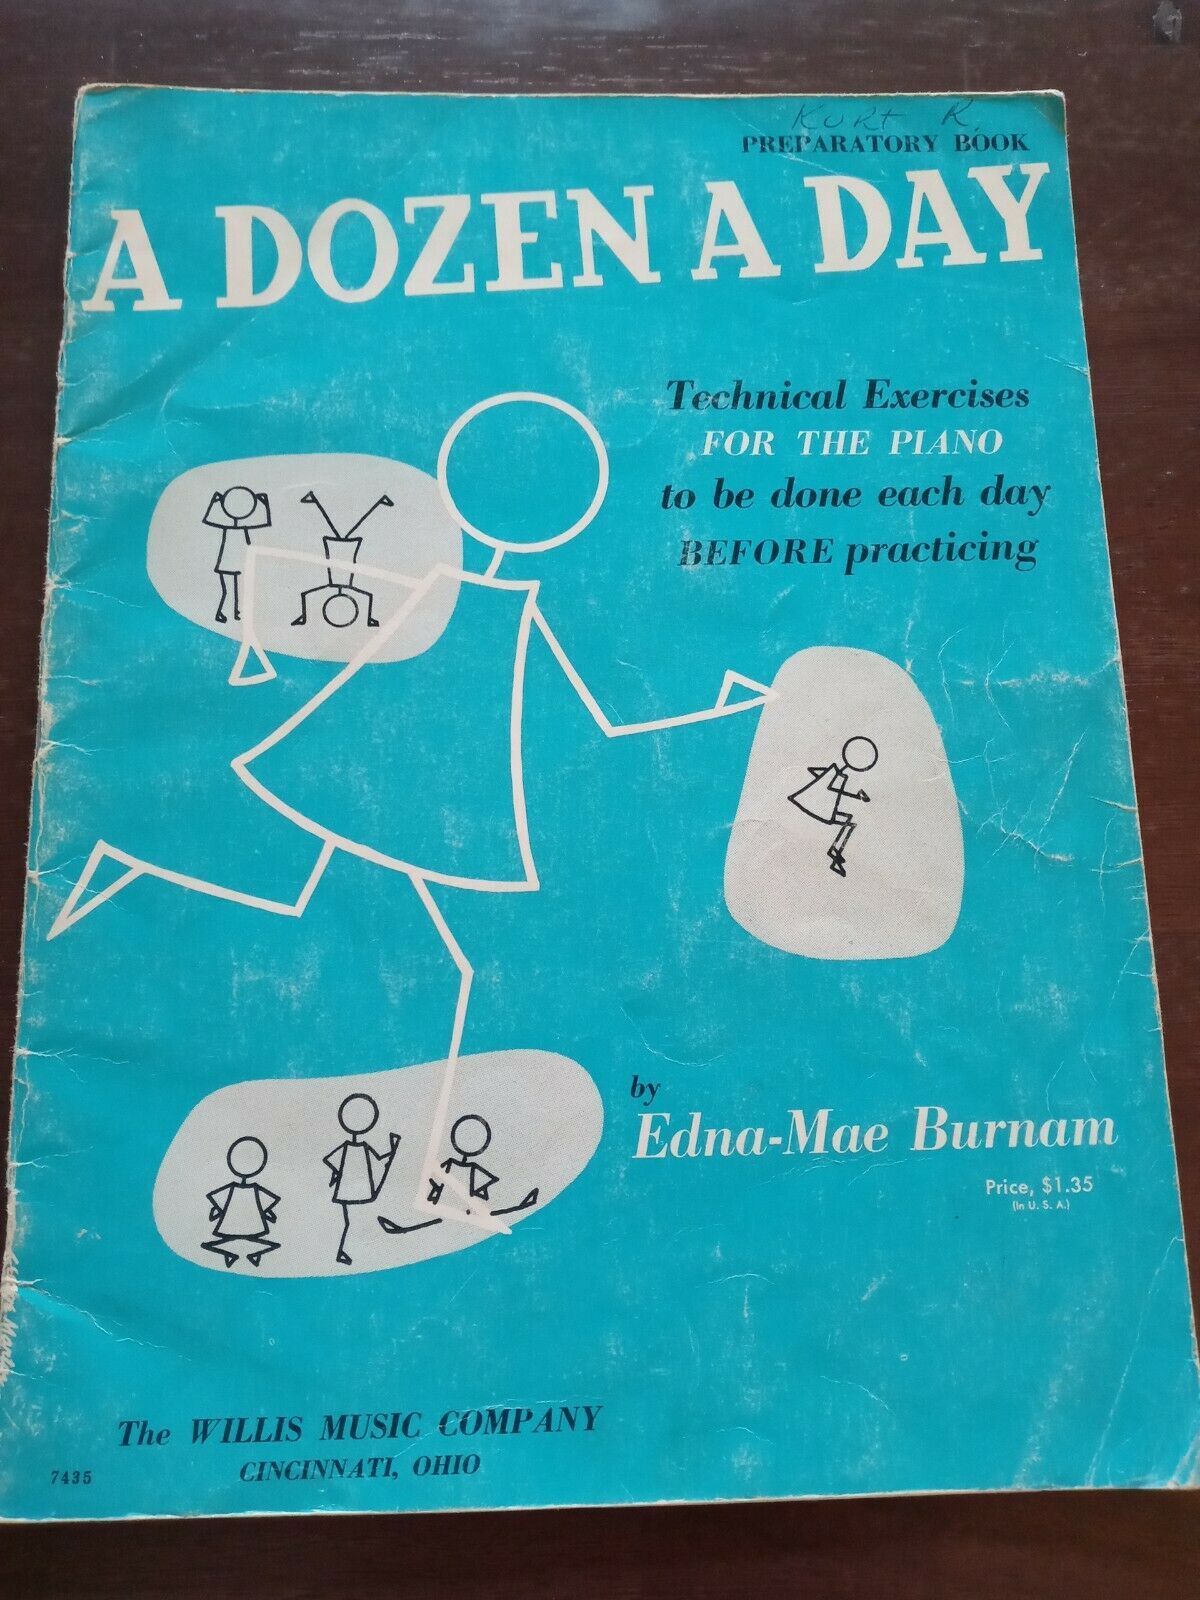 Kurt R.
PREPARATORY BOOK
A DOZEN A DAY
Technical Exercises
FOR THE PIANO
to be done each day
BEFORE practicing
by
Edna-Mae Burnam
Price, $1.35
(In U. S. A.)
The WILLIS MUSIC COMPANY
CINCINNATI, OHIO
7435